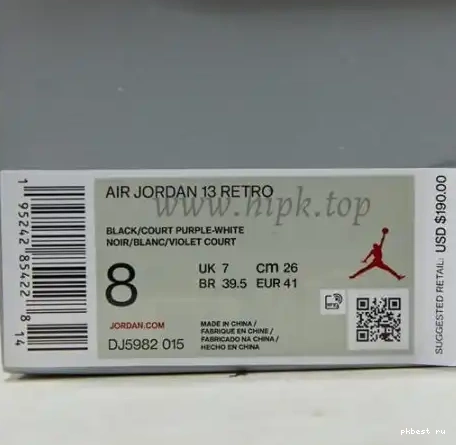 AIR JORDAN 13 RETRO
www.hipk.top
BLACK/COURT PURPLE-WHITE
NOIR/BLANC/VIOLET COURT
8
UK 7 cm 26
BR 39.5 EUR 41
JORDAN.COM
DJ5982 015
MADE IN CHINA /
FABRIQUÉ EN CHINE /
FABRICADO NA CHINA /
HECHO EN CHINA
1 95242 85422 8 14
SUGGESTED RETAIL: USD $190.00
pkbest ru